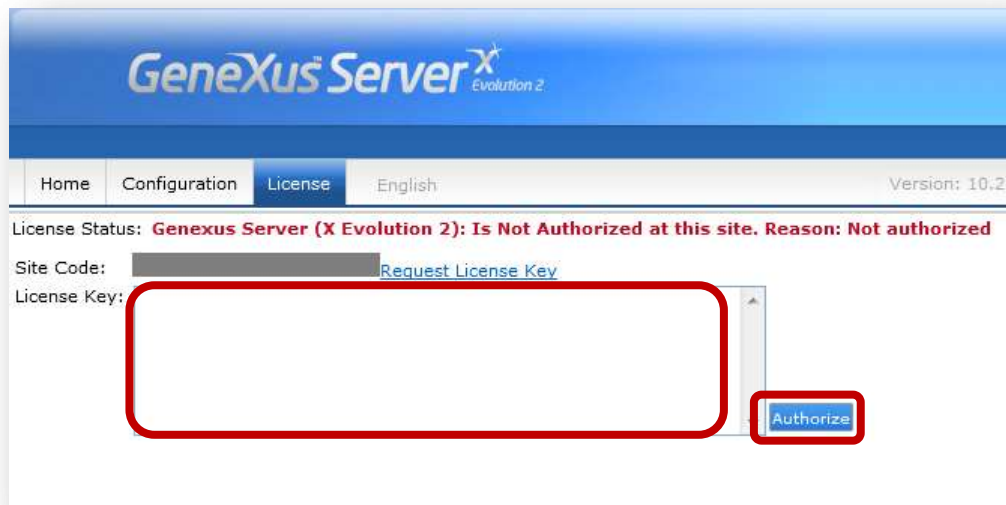 GeneXus Server X
Evolution 2
Home Configuration License English Version: 10.2
License Status: Genexus Server (X Evolution 2): Is Not Authorized at this site. Reason: Not authorized
Site Code: Request License Key
License Key:
Authorize